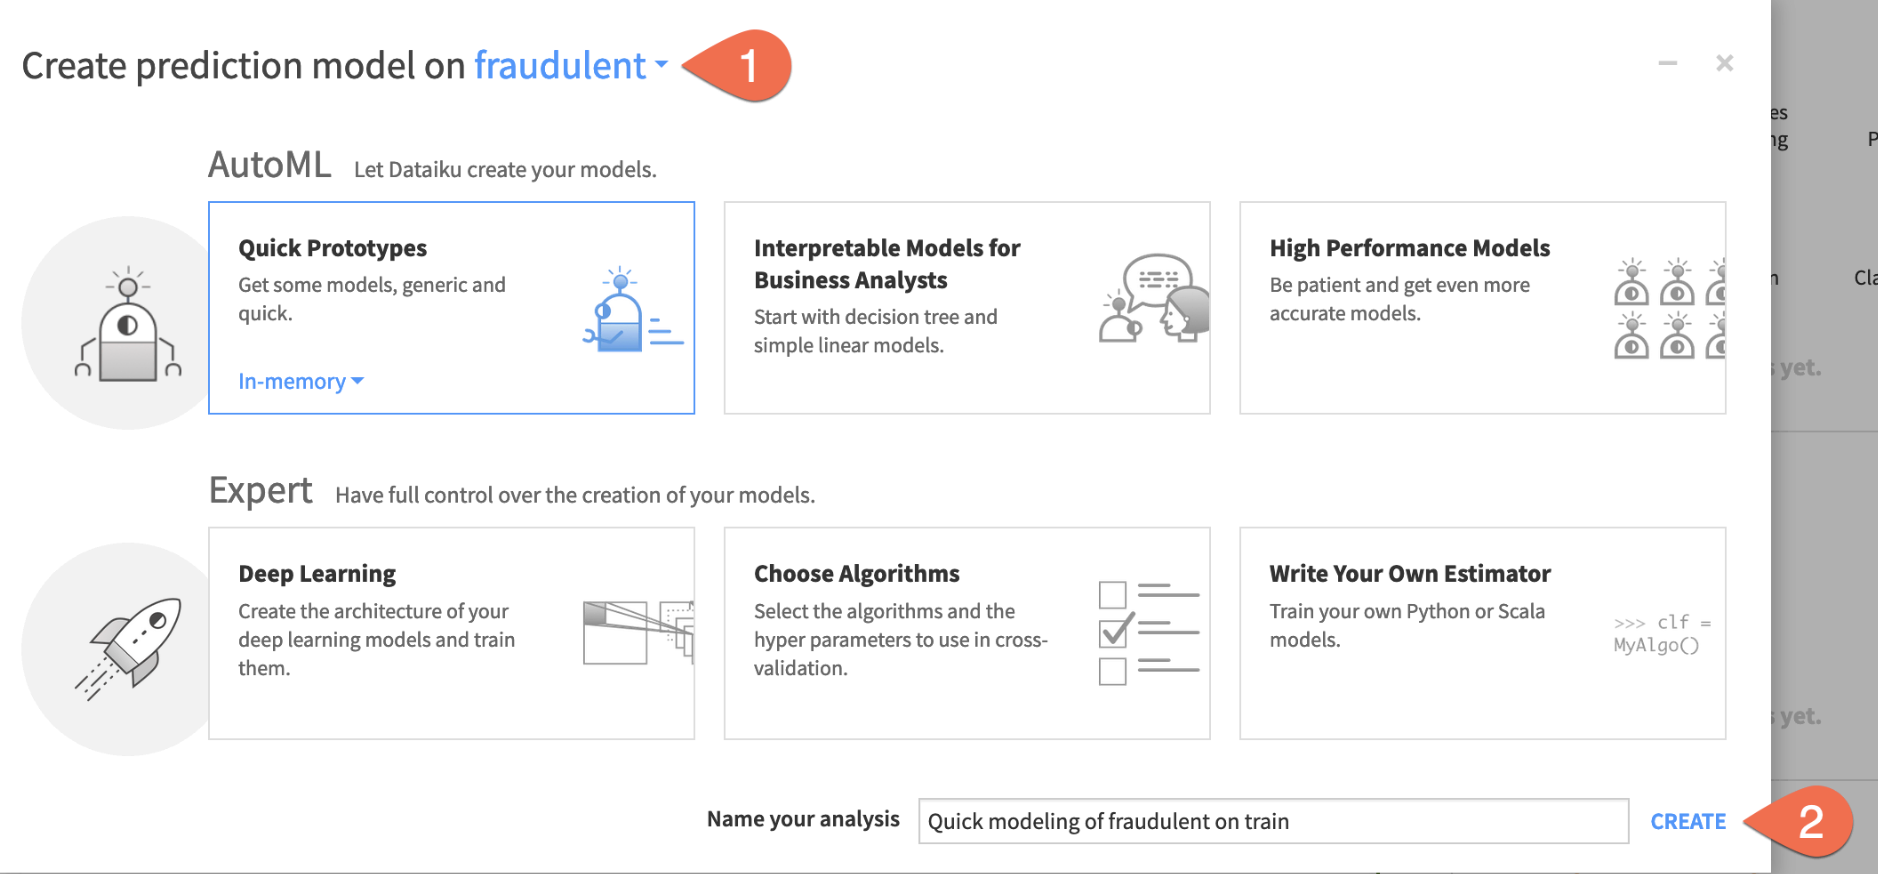 Create prediction model on fraudulent
1
AutoML Let Dataiku create your models.
Quick Prototypes
Get some models, generic and
quick.
In-memory
Interpretable Models for
Business Analysts
Start with decision tree and
simple linear models.
High Performance Models
Be patient and get even more
accurate models.
Expert Have full control over the creation of your models.
Deep Learning
Create the architecture of your
deep learning models and train
them.
Choose Algorithms
Select the algorithms and the
hyper parameters to use in cross-
validation.
Write Your Own Estimator
Train your own Python or Scala
models.
>>> clf =
MyAlgo()
Name your analysis Quick modeling of fraudulent on train CREATE
2
yet.
yet.